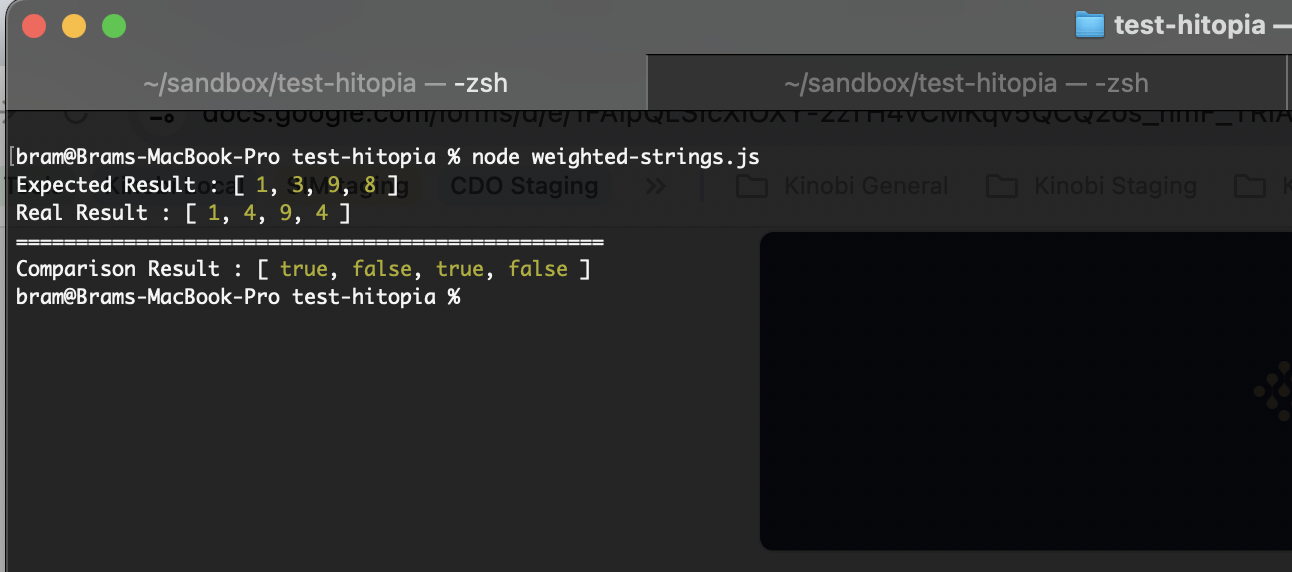 test-hitopia —
~/sandbox/test-hitopia — -zsh
~/sandbox/test-hitopia — -zsh
bram@Brams-MacBook-Pro test-hitopia % node weighted-strings.js
Expected Result : [ 1, 3, 9, 8 ]
CDO Staging
Kinobi General
Kinobi Staging
Real Result : [ 1, 4, 9, 4 ]
=================================================
Comparison Result : [ true, false, true, false ]
bram@Brams-MacBook-Pro test-hitopia %